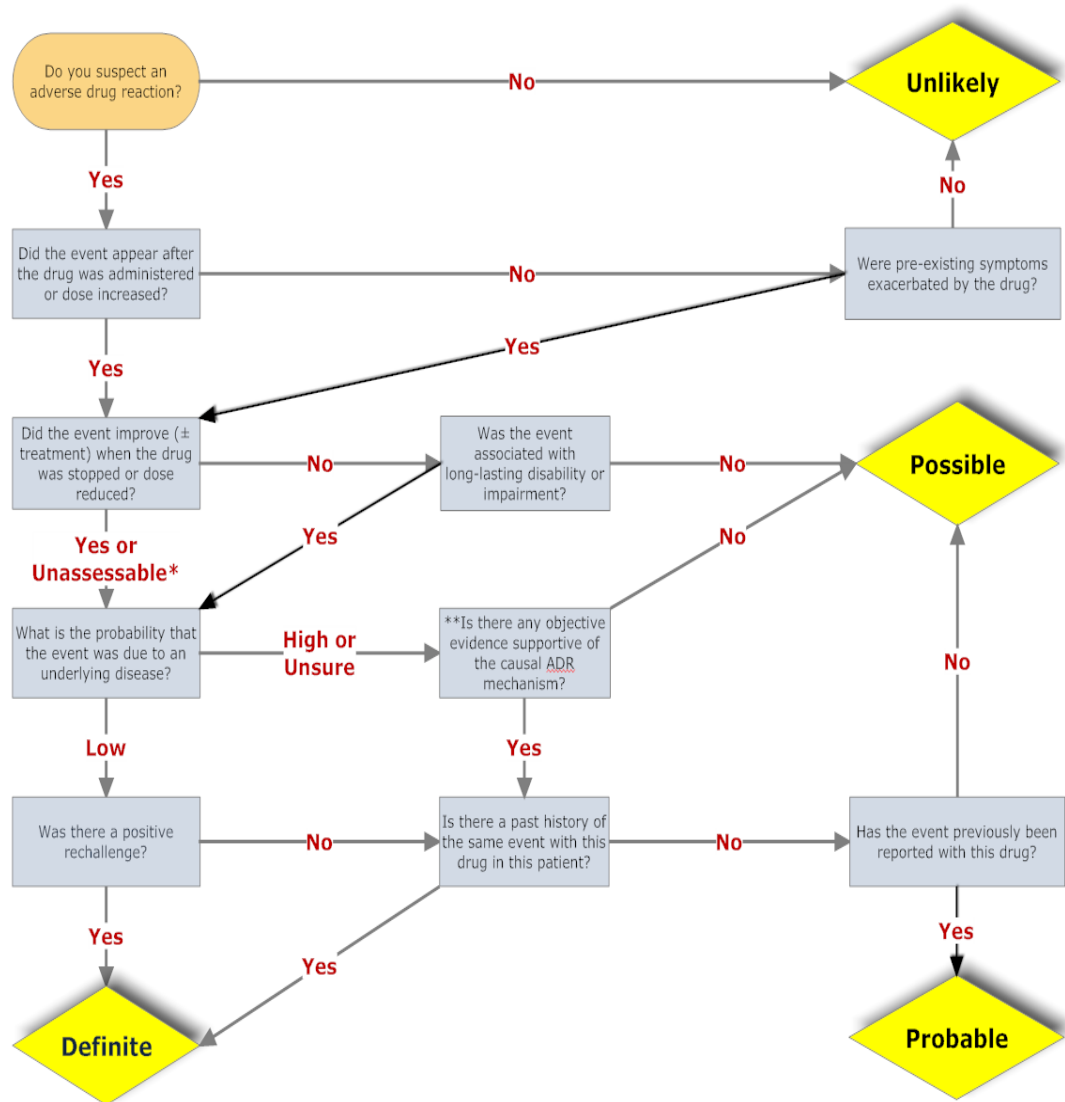 Do you suspect an
adverse drug reaction?
No
Unlikely
Yes
No
Did the event appear after
the drug was administered
or dose increased?
No
Were pre-existing symptoms
exacerbated by the drug?
Yes
Yes
Did the event improve (±
treatment) when the drug
was stopped or dose
reduced?
No
Was the event
associated with
long-lasting disability or
impairment?
No
Possible
Yes or
Unassessable*
Yes
No
What is the probability that
the event was due to an
underlying disease?
High or
Unsure
**Is there any objective
evidence supportive of
the causal ADR
mechanism?
No
Low
Yes
Was there a positive
rechallenge?
No
Is there a past history of
the same event with this
drug in this patient?
No
Has the event previously been
reported with this drug?
Yes
Yes
Yes
Definite
Probable